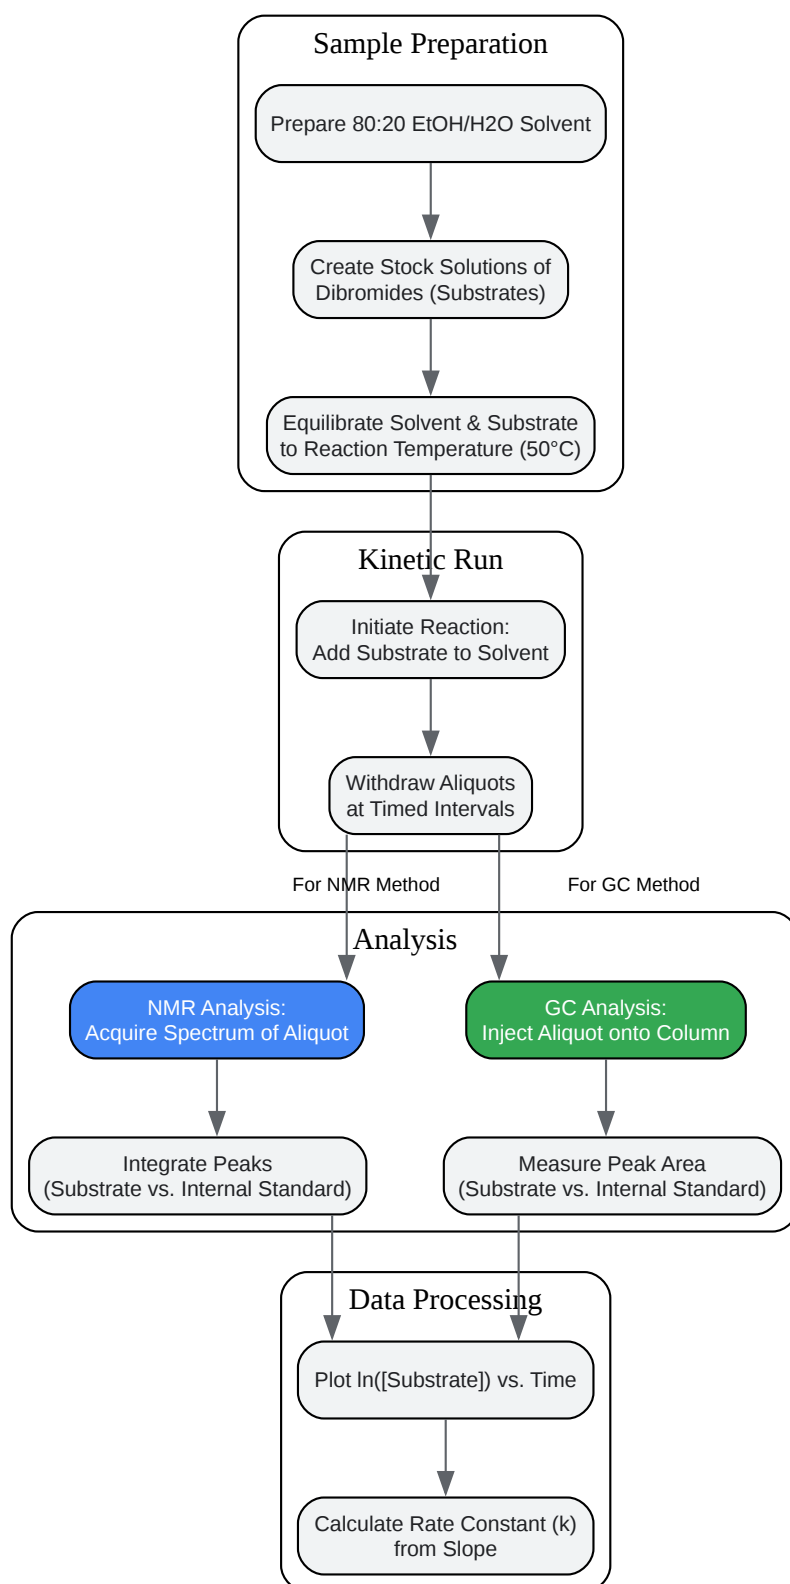 Sample Preparation
Prepare 80:20 EtOH/H2O Solvent
Create Stock Solutions of
Dibromides (Substrates)
Equilibrate Solvent & Substrate
to Reaction Temperature (50°C)
Kinetic Run
Initiate Reaction:
Add Substrate to Solvent
Withdraw Aliquots
at Timed Intervals
For NMR Method
For GC Method
Analysis
NMR Analysis:
Acquire Spectrum of Aliquot
GC Analysis:
Inject Aliquot onto Column
Integrate Peaks
(Substrate vs. Internal Standard)
Measure Peak Area
(Substrate vs. Internal Standard)
Data Processing
Plot ln([Substrate]) vs. Time
Calculate Rate Constant (k)
from Slope